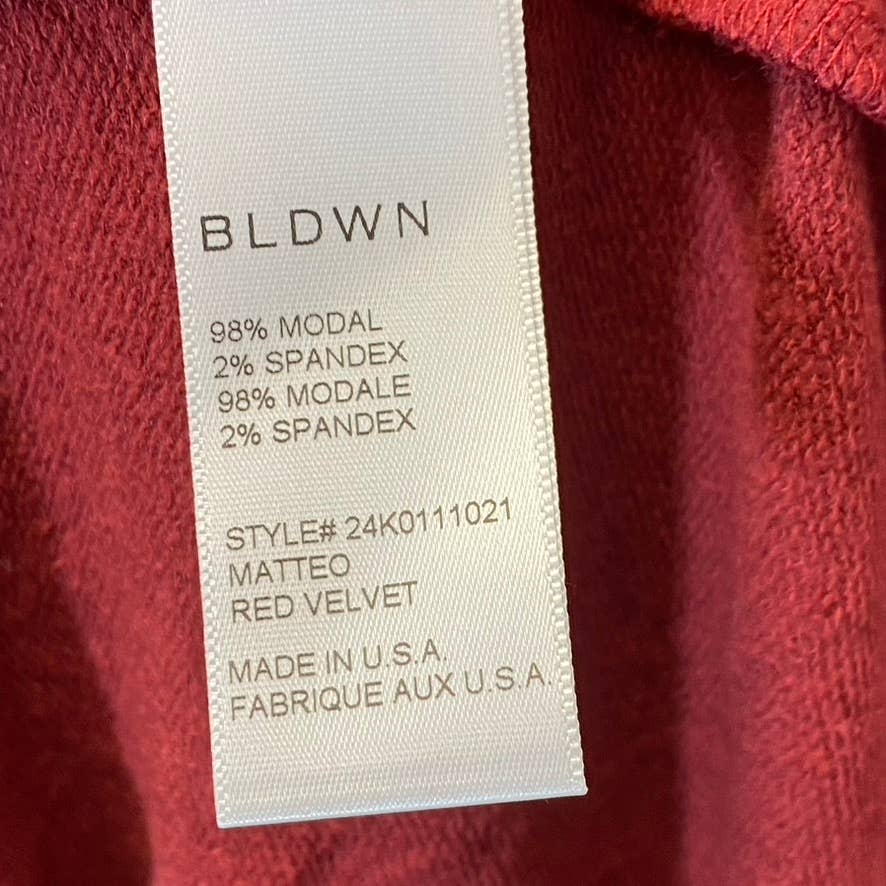 BLDWN
98% MODAL
2% SPANDEX
98% MODALE
2% SPANDEX
STYLE# 24K0111021
MATTEO
RED VELVET
MADE IN U.S.A.
FABRIQUE AUX U.S.A.